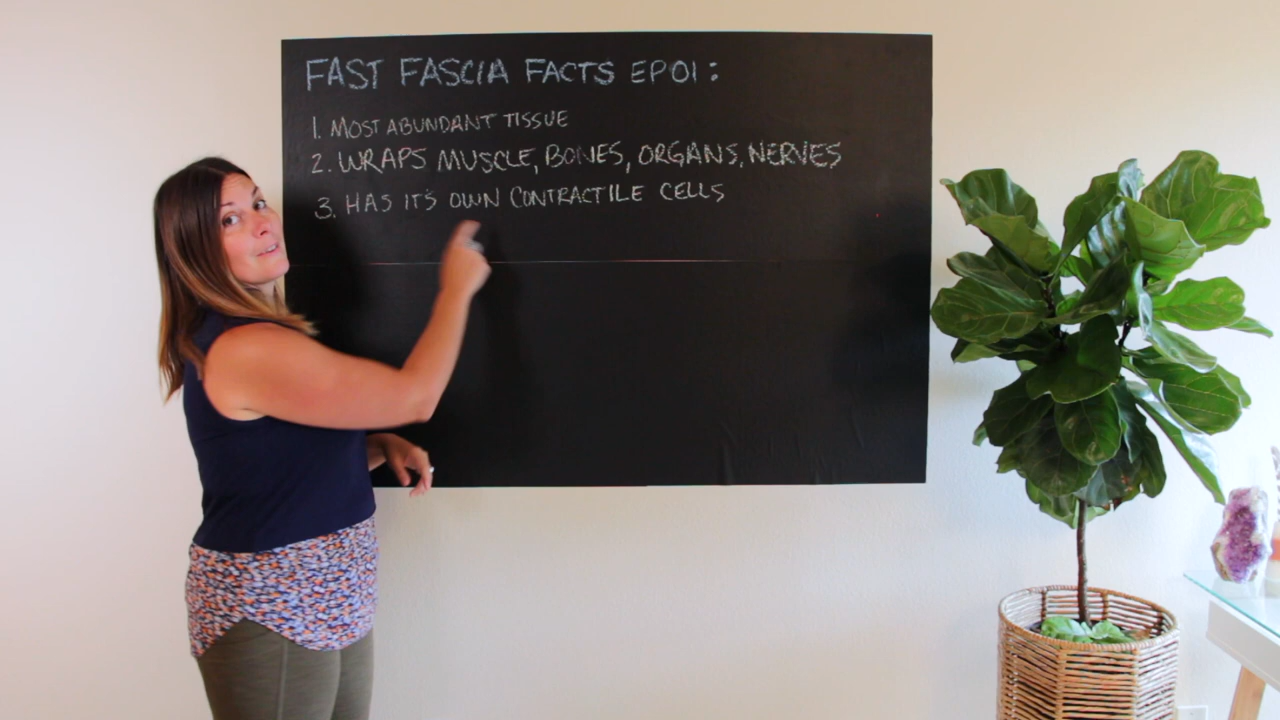 FAST FASCIA FACTS EP01:
1. MOST ABUNDANT TISSUE
2. WRAPS MUSCLE, BONES, ORGANS, NERVES
3. HAS IT'S OWN CONTRACTILE CELLS